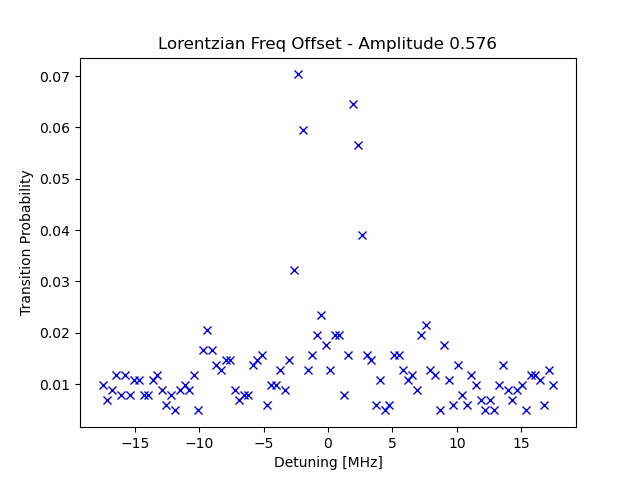 Lorentzian Freq Offset - Amplitude 0.576
0.07
0.06
0.05
0.04
0.03
0.02
0.01
Transition Probability
−15 −10 −5 0 5 10 15
Detuning [MHz]